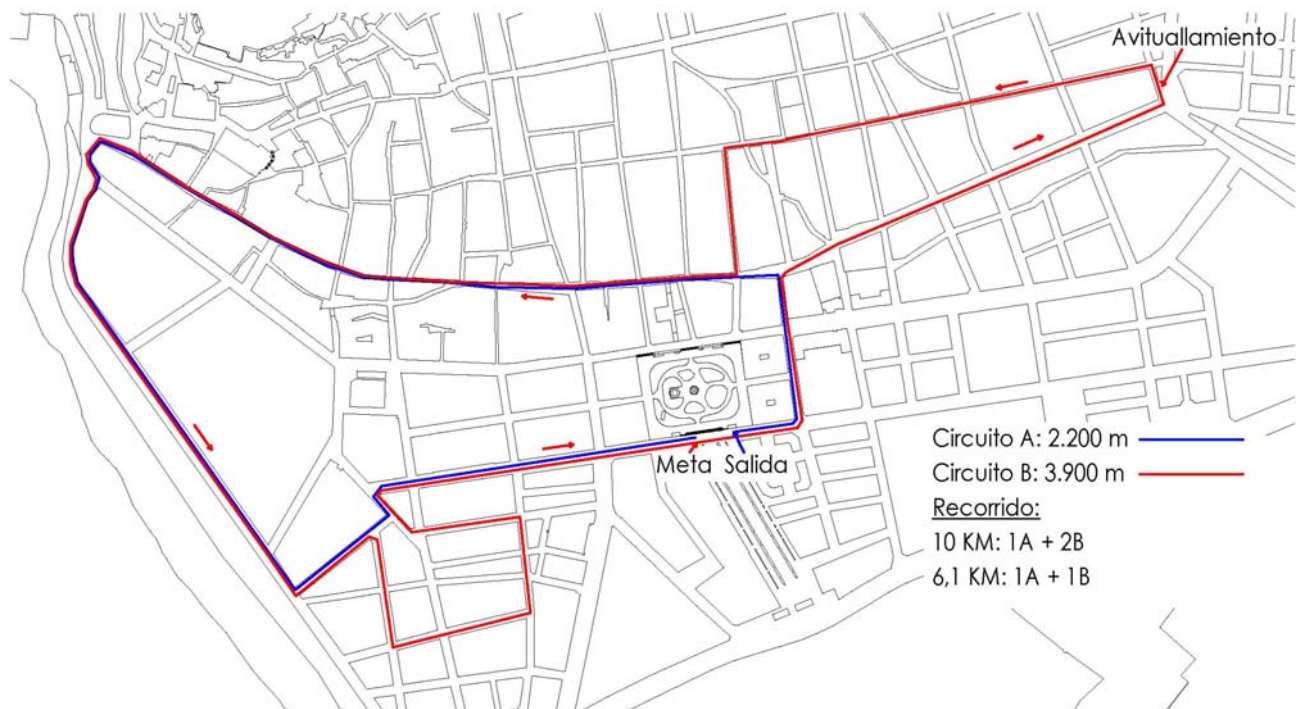 Avituallamiento
Meta Salida
Circuito A: 2.200 m
Circuito B: 3.900 m
Recorrido:
10 KM: 1A + 2B
6,1 KM: 1A + 1B